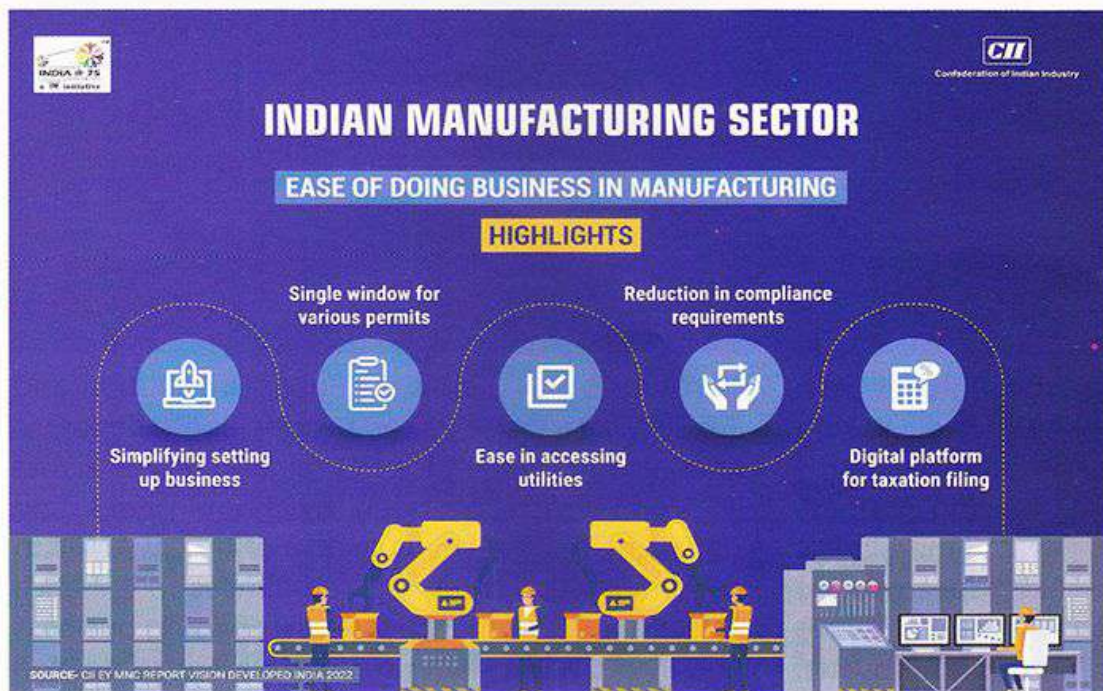 INDIA @ 75
a CII initiative
CII
Confederation of Indian Industry
INDIAN MANUFACTURING SECTOR
EASE OF DOING BUSINESS IN MANUFACTURING
HIGHLIGHTS
Single window for
various permits
Reduction in compliance
requirements
Simplifying setting
up business
Ease in accessing
utilities
Digital platform
for taxation filing
SOURCE- CII EY MNC REPORT VISION DEVELOPED INDIA 2022